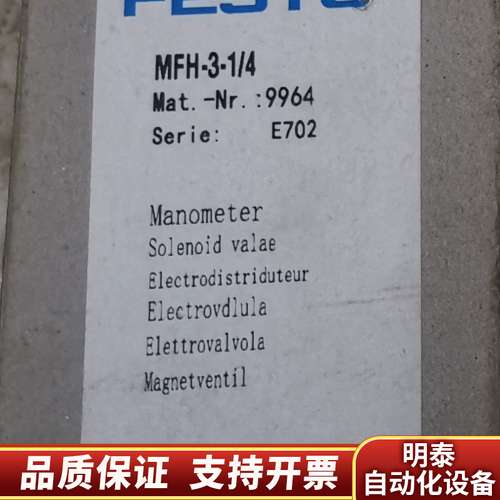 FESTO
MFH-3-1/4
Mat.-Nr.:9964
Serie: E702
Manometer
Solenoid valae
Electrodistriduteur
Electrovdlula
Elettrovalvola
Magnetventil
品质保证 支持开票
明泰
自动化设备